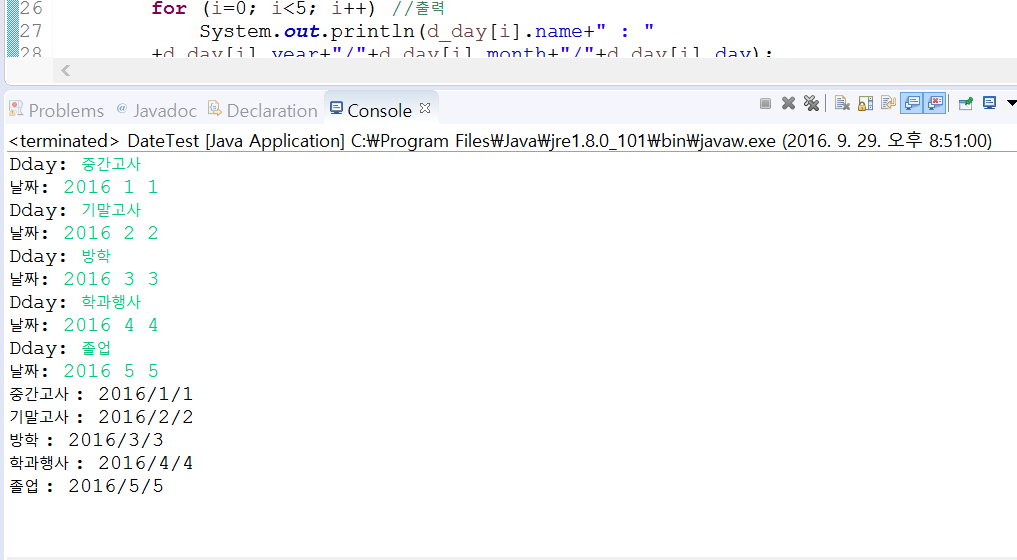 26 for (i=0; i<5; i++) //출력
27 System.out.println(d_day[i].name+" : "
28 +d_day[i].year+"/"+d_day[i].month+"/"+d_day[i].day);
Problems @ Javadoc Declaration Console
<terminated> DateTest [Java Application] C:₩Program Files₩Java₩jre1.8.0_101₩bin₩javaw.exe (2016. 9. 29. 오후 8:51:00)
Dday: 중간고사
날짜: 2016 1 1
Dday: 기말고사
날짜: 2016 2 2
Dday: 방학
날짜: 2016 3 3
Dday: 학과행사
날짜: 2016 4 4
Dday: 졸업
날짜: 2016 5 5
중간고사 : 2016/1/1
기말고사 : 2016/2/2
방학 : 2016/3/3
학과행사 : 2016/4/4
졸업 : 2016/5/5